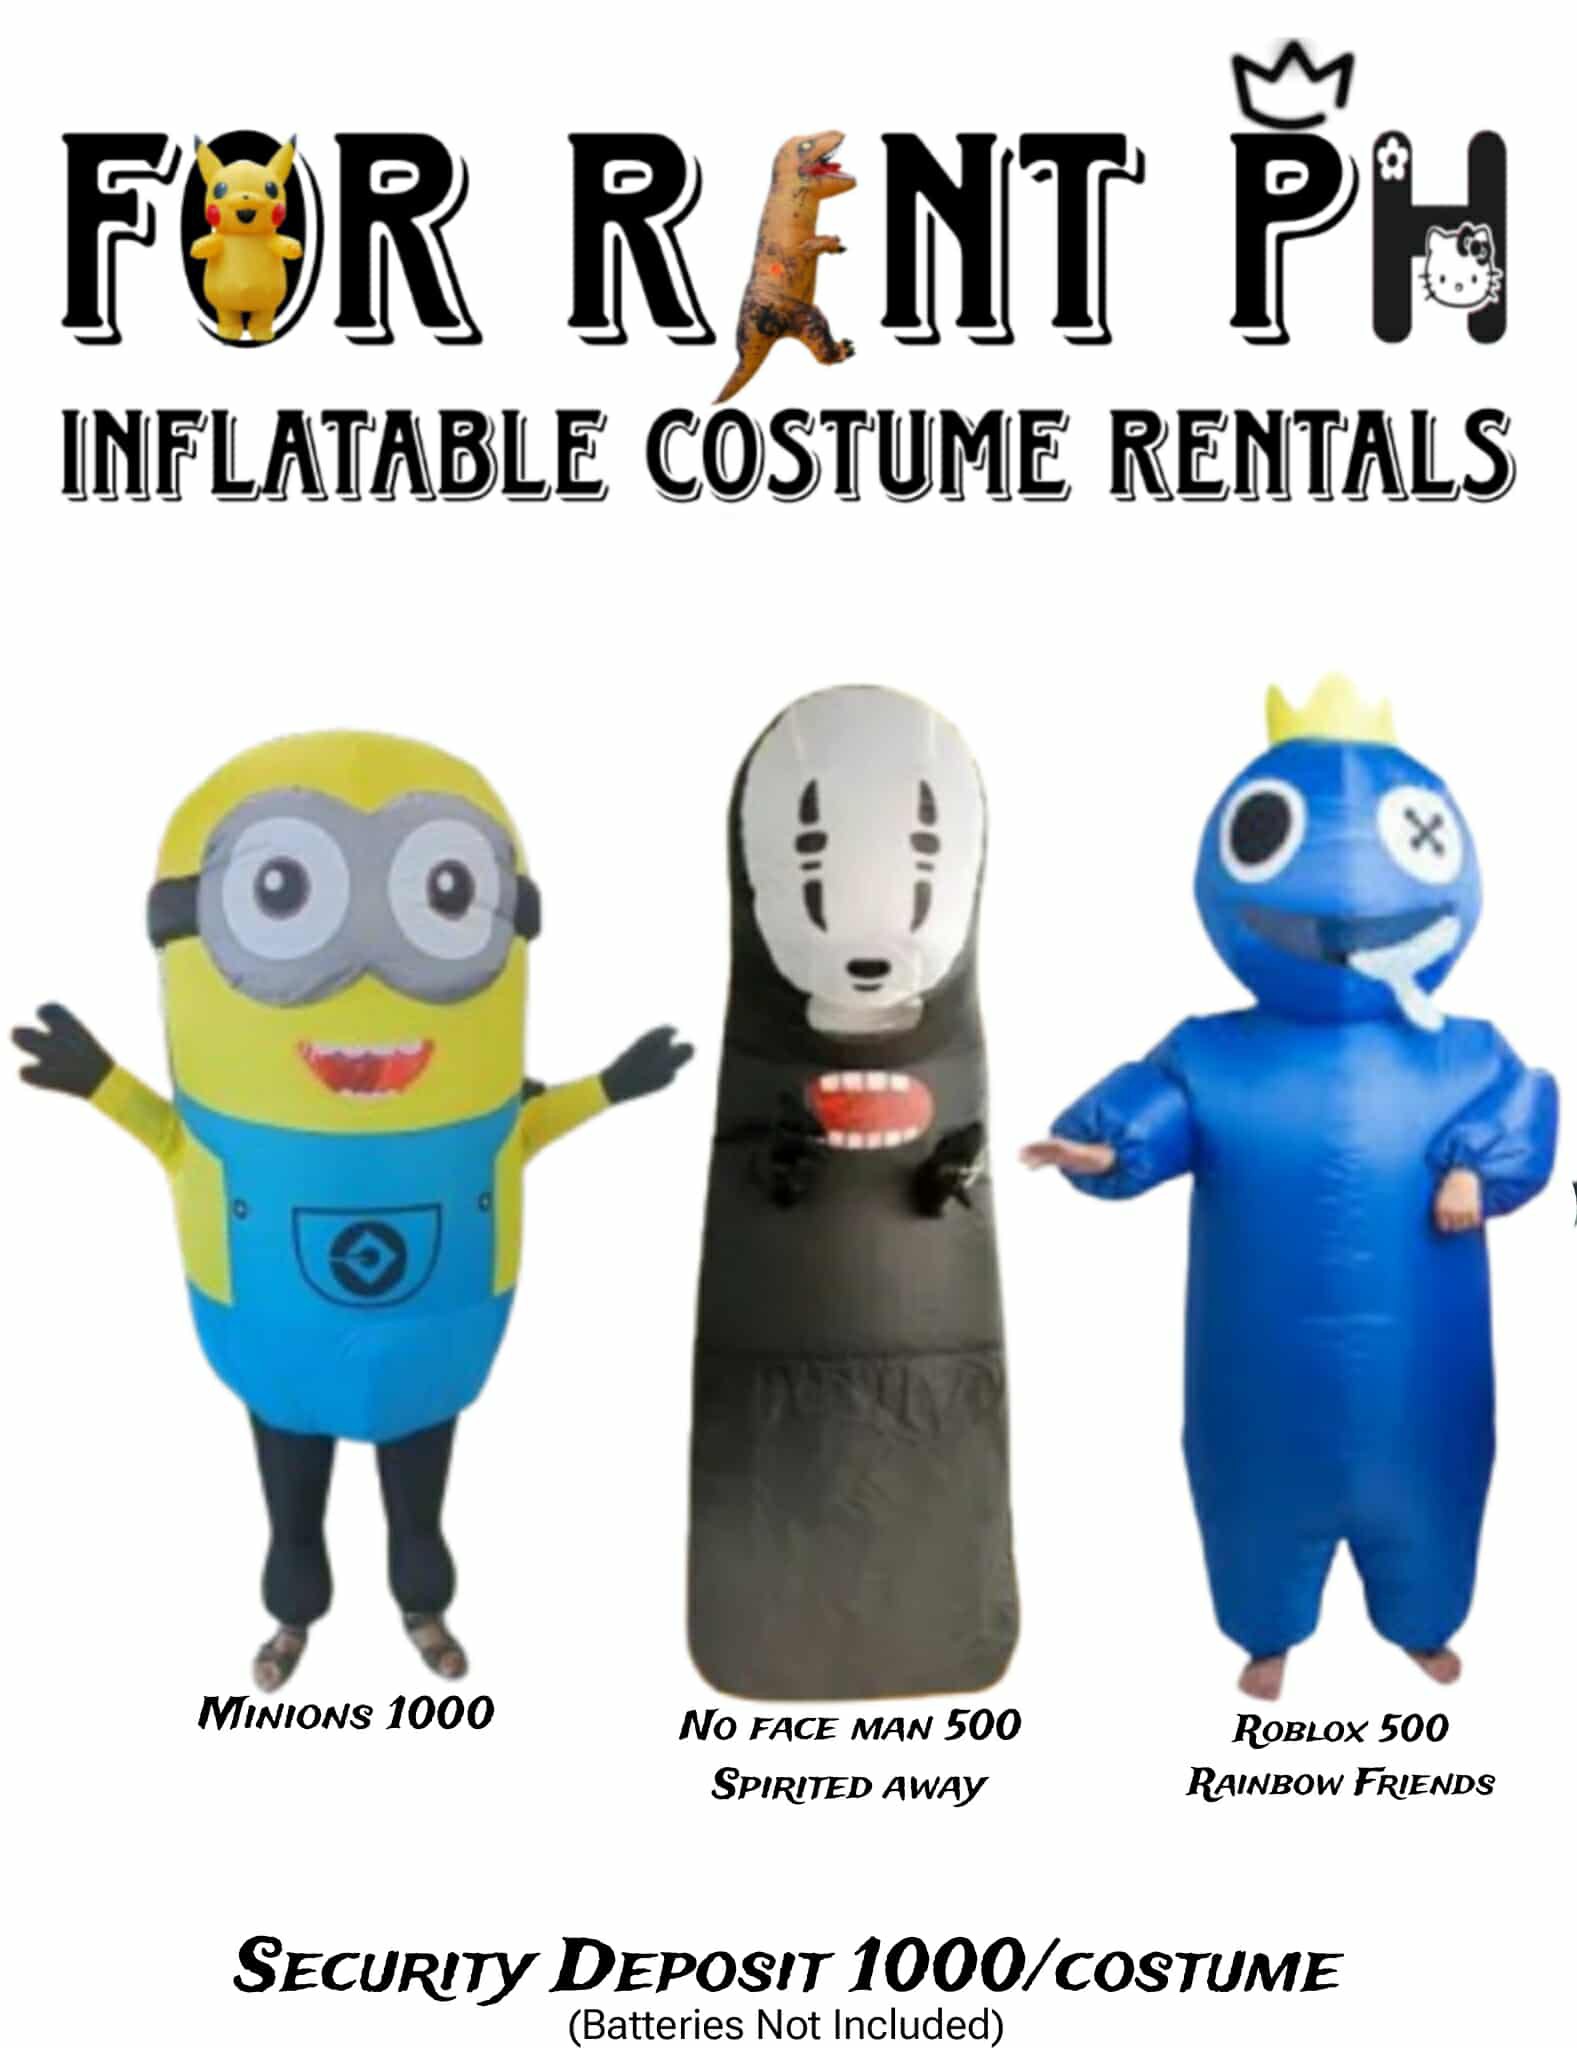 FOR RENT PH
INFLATABLE COSTUME RENTALS
Minions 1000
No face man 500
Spirited away
Roblox 500
Rainbow Friends
Security Deposit 1000/costume
(Batteries Not Included)